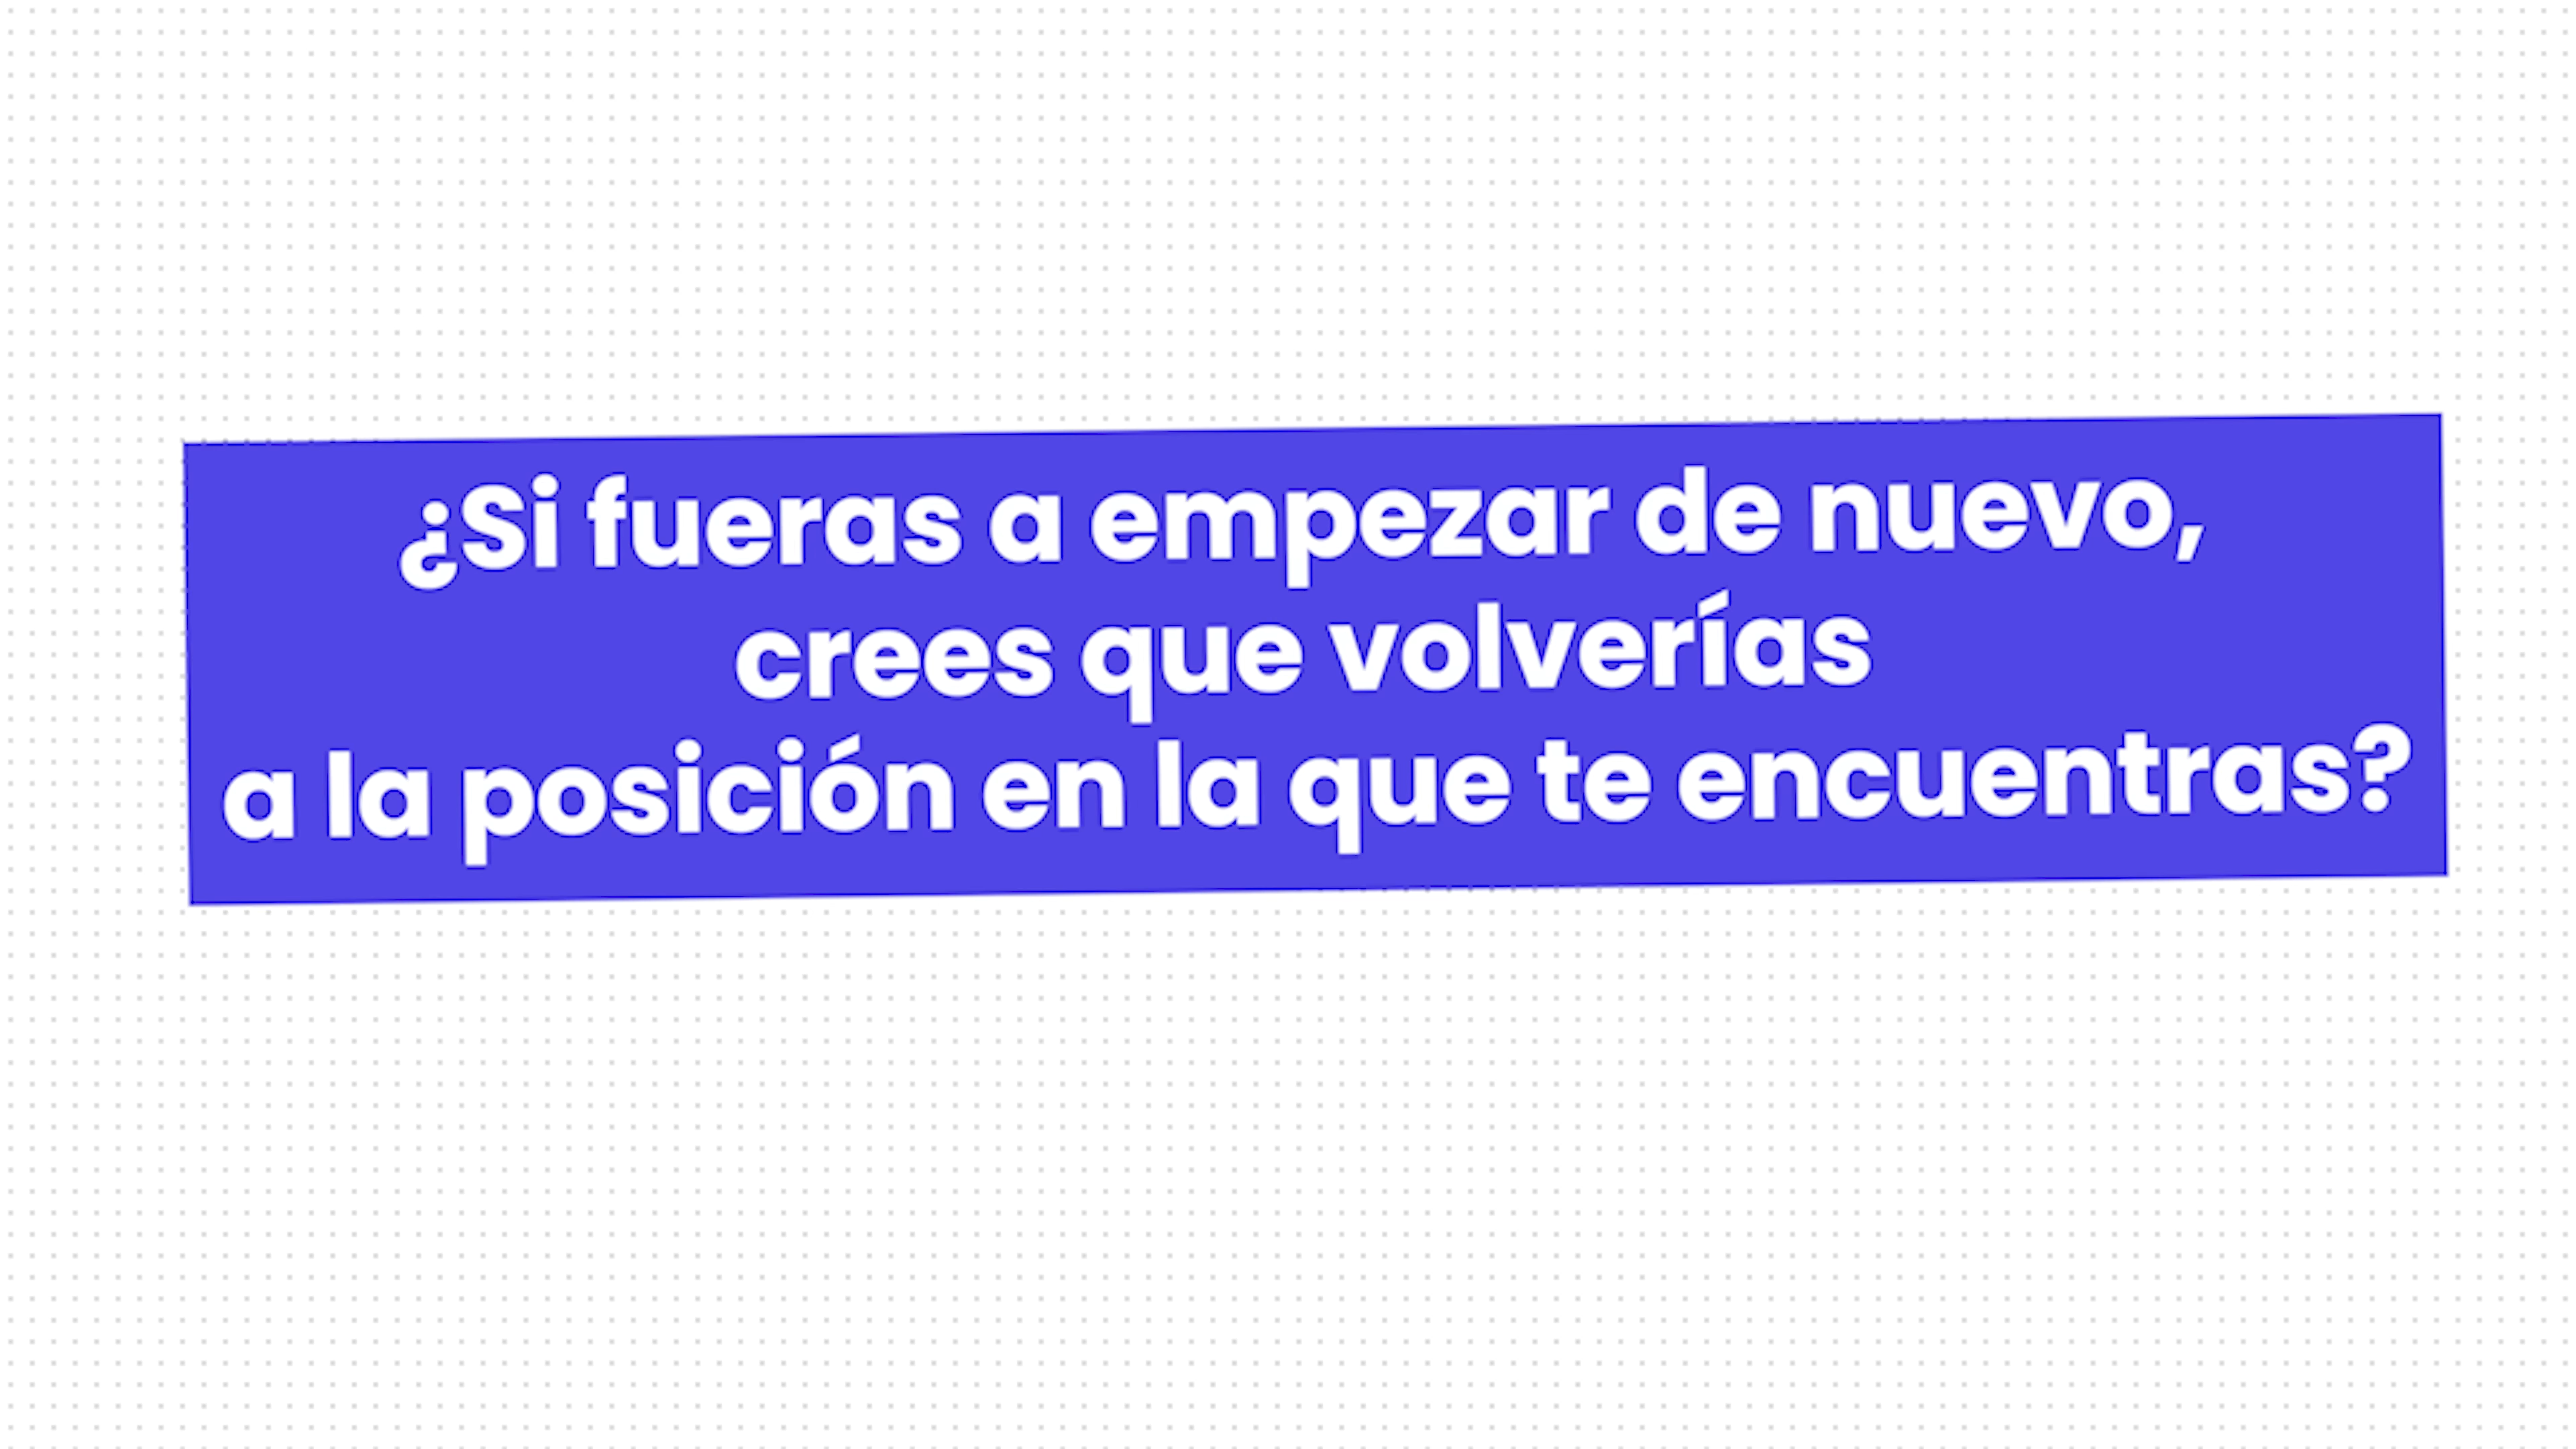 ¿Si fueras a empezar de nuevo,
crees que volverías
a la posición en la que te encuentras?